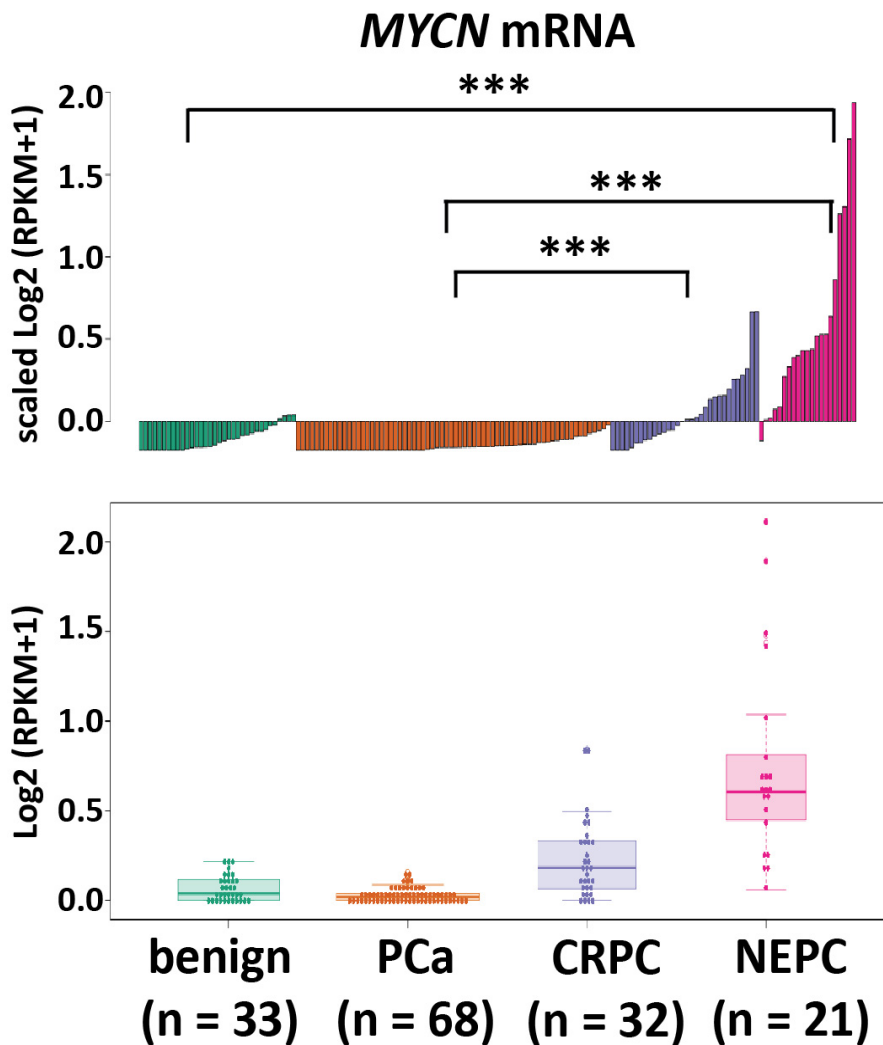 MYCN mRNA
scaled Log2 (RPKM+1)
2.0
1.5
1.0
0.5
0.0
***
***
***
Log2 (RPKM+1)
2.0
1.5
1.0
0.5
0.0
benign PCa CRPC NEPC
(n = 33) (n = 68) (n = 32) (n = 21)